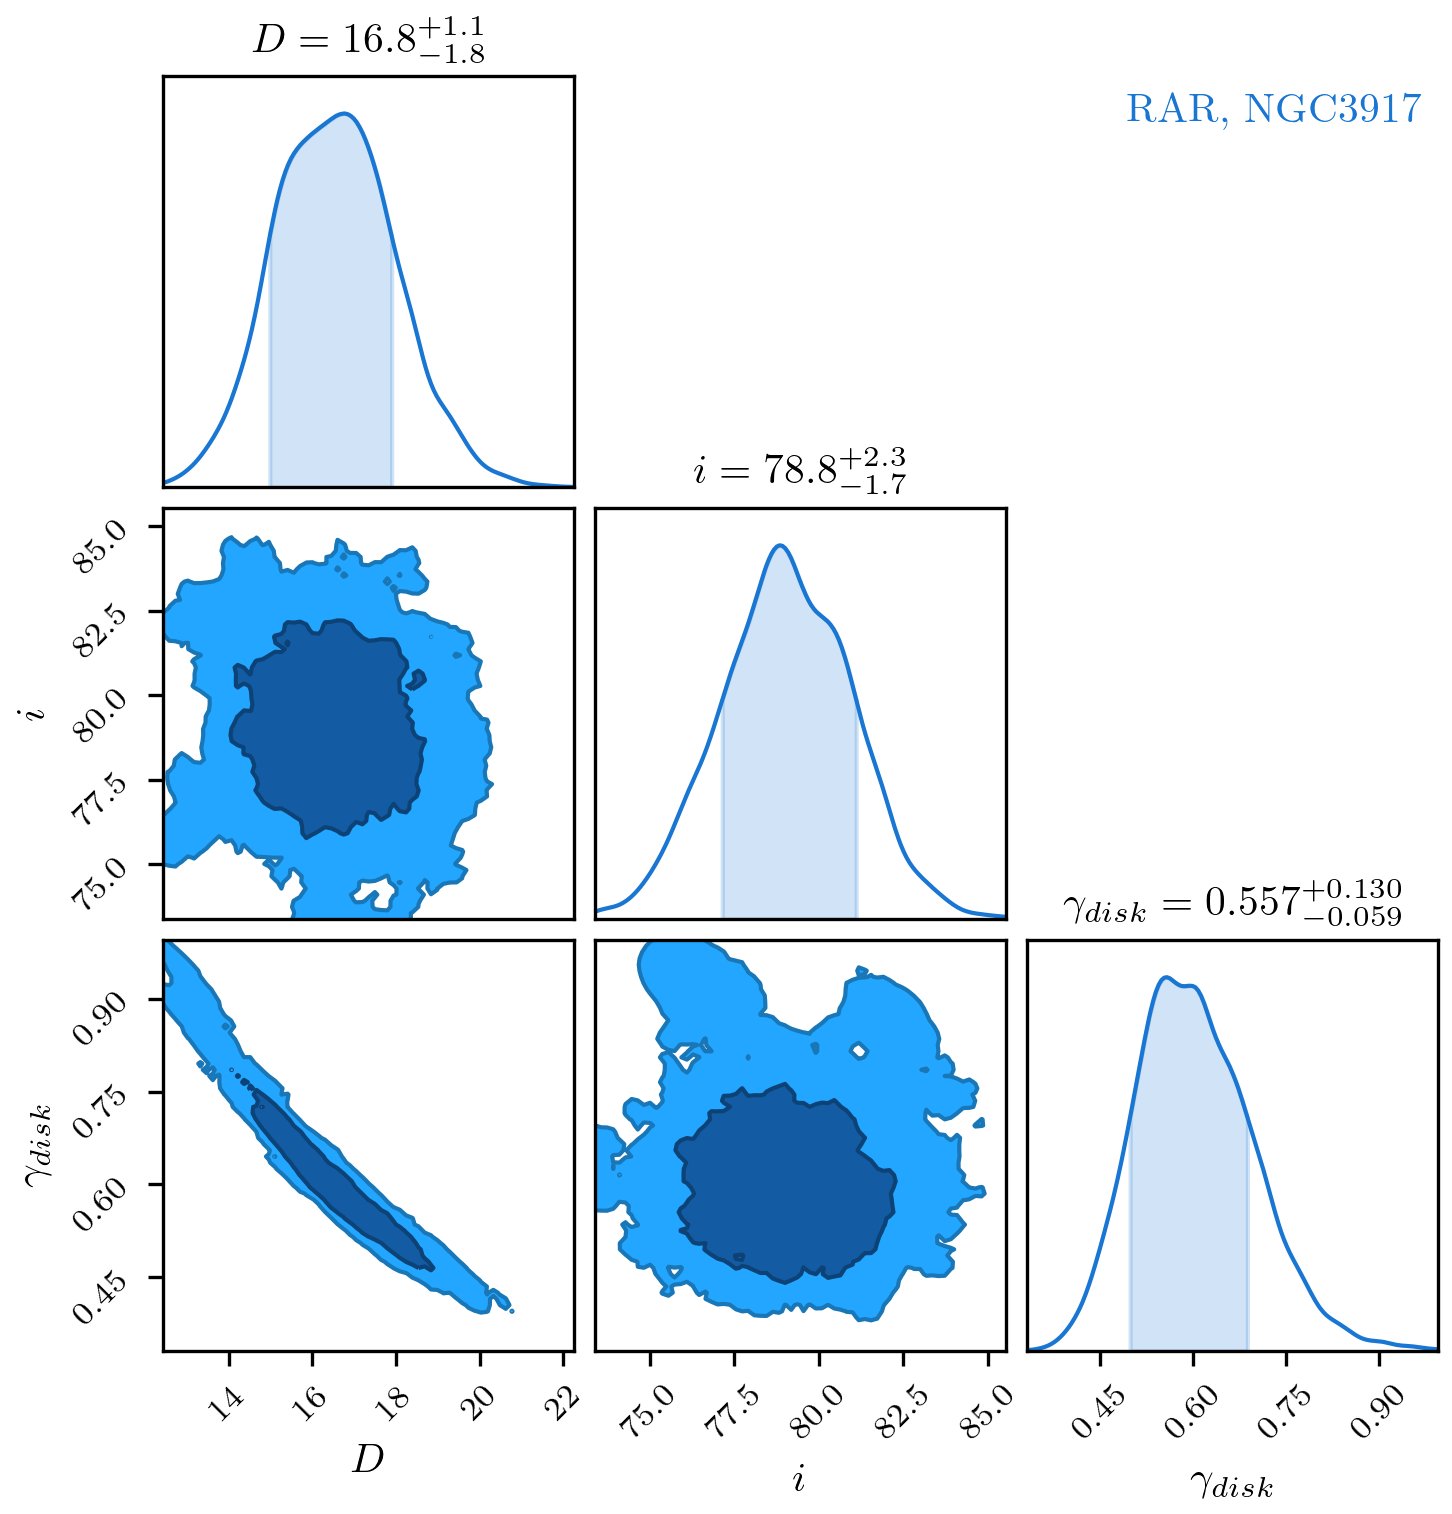 D = 16.8^{+1.1}_{-1.8}
RAR, NGC3917
i = 78.8^{+2.3}_{-1.7}
85.0
82.5
80.0
77.5
75.0
i
γ_{disk} = 0.557^{+0.130}_{-0.059}
0.90
0.75
0.60
0.45
γ_{disk}
14 16 18 20 22
75.0 77.5 80.0 82.5 85.0
0.45 0.60 0.75 0.90
D
i
γ_{disk}